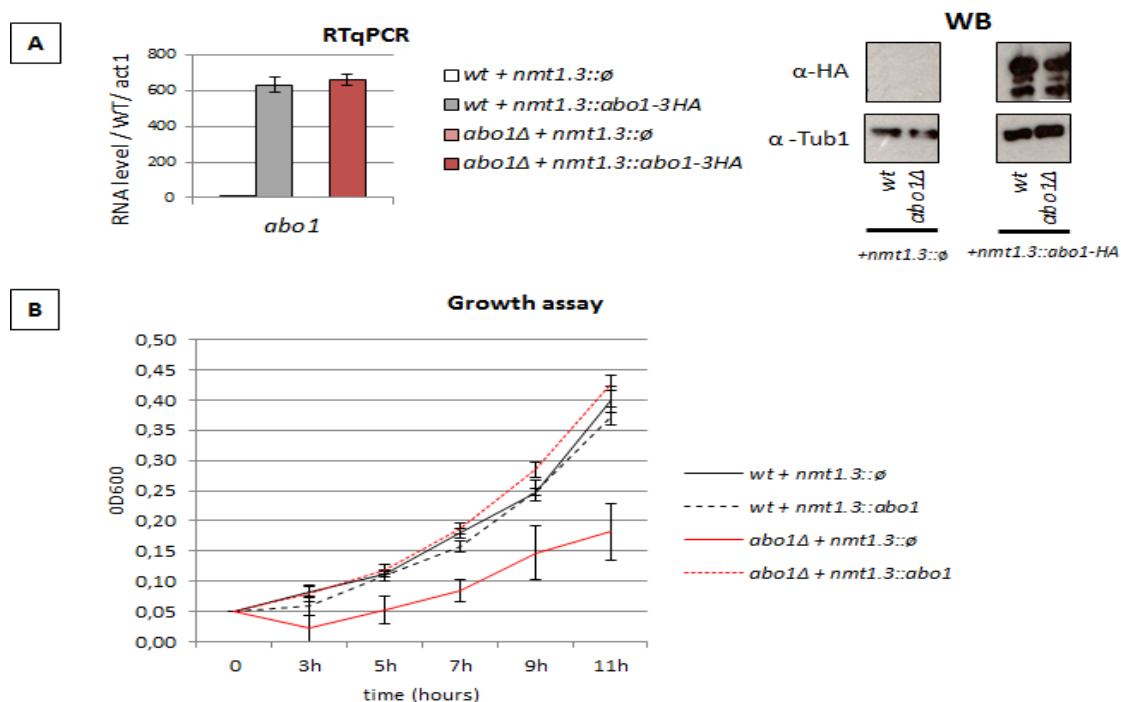 A
RTqPCR
RNA level / WT/ act1
800
600
400
200
0
abo1
wt + nmt1.3::ø
wt + nmt1.3::abo1-3HA
abo1Δ + nmt1.3::ø
abo1Δ + nmt1.3::abo1-3HA
WB
α-HA
α -Tub1
wt
abo1Δ
wt
abo1Δ
+nmt1.3::ø
+nmt1.3::abo1-HA
B
Growth assay
0D600
0,50
0,45
0,40
0,35
0,30
0,25
0,20
0,15
0,10
0,05
0,00
0 3h 5h 7h 9h 11h
time (hours)
wt + nmt1.3::ø
wt + nmt1.3::abo1
abo1Δ + nmt1.3::ø
abo1Δ + nmt1.3::abo1